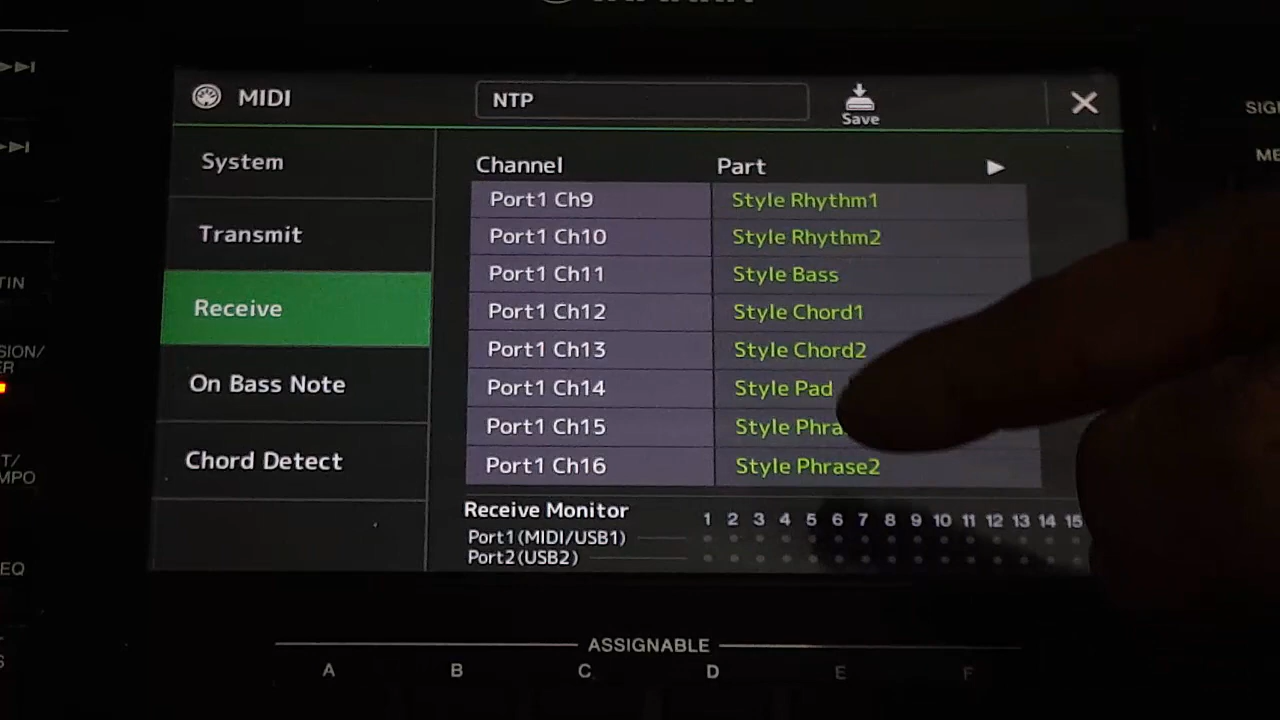 MIDI
NTP
Save
System
Transmit
Receive
On Bass Note
Chord Detect
Channel Part
Port1 Ch9 Style Rhythm1
Port1 Ch10 Style Rhythm2
Port1 Ch11 Style Bass
Port1 Ch12 Style Chord1
Port1 Ch13 Style Chord2
Port1 Ch14 Style Pad
Port1 Ch15 Style Phra
Port1 Ch16 Style Phrase2
Receive Monitor
1 2 3 4 5 6 7 8 9 10 11 12 13 14 15
Port1(MIDI/USB1)
Port2(USB2)
ASSIGNABLE
A B C D E F